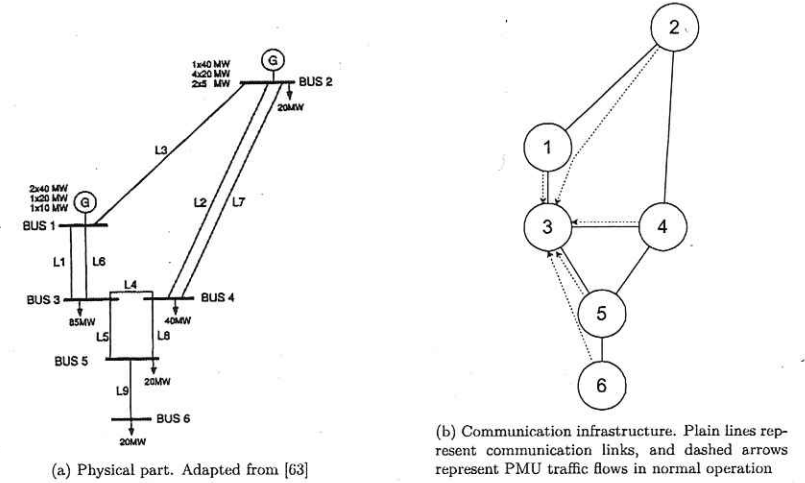 1x40 MW
4x20 MW
2x5 MW
G
BUS 2
20MW
L3
2x40 MW
1x20 MW
1x10 MW
G
L2
L7
BUS 1
L1
L6
L4
BUS 3
BUS 4
85MW
40MW
L5
L8
BUS 5
20MW
L9
BUS 6
20MW
(a) Physical part. Adapted from [63]
2
1
3
4
5
6
(b) Communication infrastructure. Plain lines rep-
resent communication links, and dashed arrows
represent PMU traffic flows in normal operation